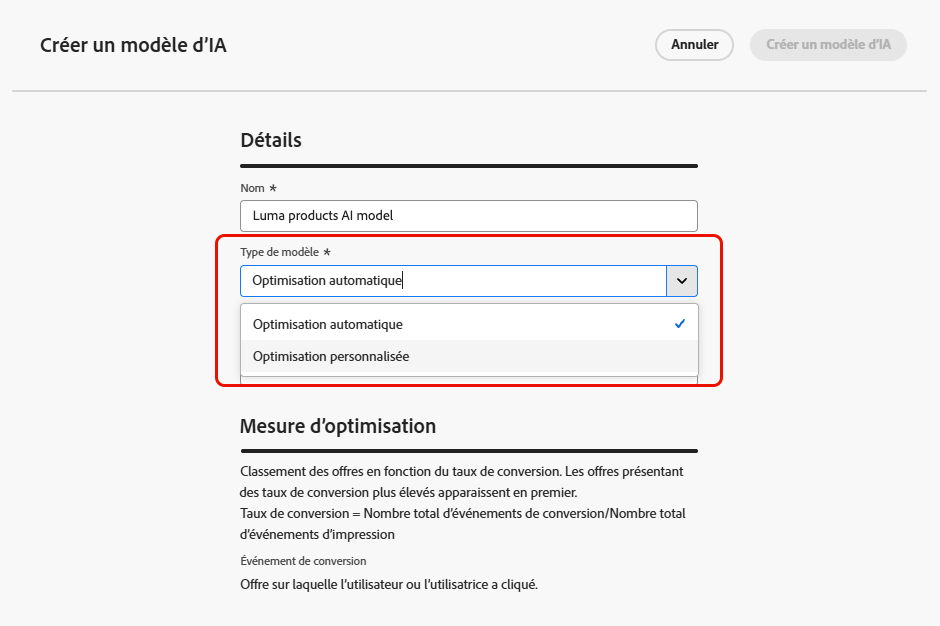 Créer un modèle d’IA
Annuler
Créer un modèle d’IA
Détails
Nom *
Luma products AI model
Type de modèle *
Optimisation automatique
Optimisation automatique
Optimisation personnalisée
Mesure d’optimisation
Classement des offres en fonction du taux de conversion. Les offres présentant
des taux de conversion plus élevés apparaissent en premier.
Taux de conversion = Nombre total d’événements de conversion/Nombre total
d’événements d’impression
Événement de conversion
Offre sur laquelle l’utilisateur ou l’utilisatrice a cliqué.